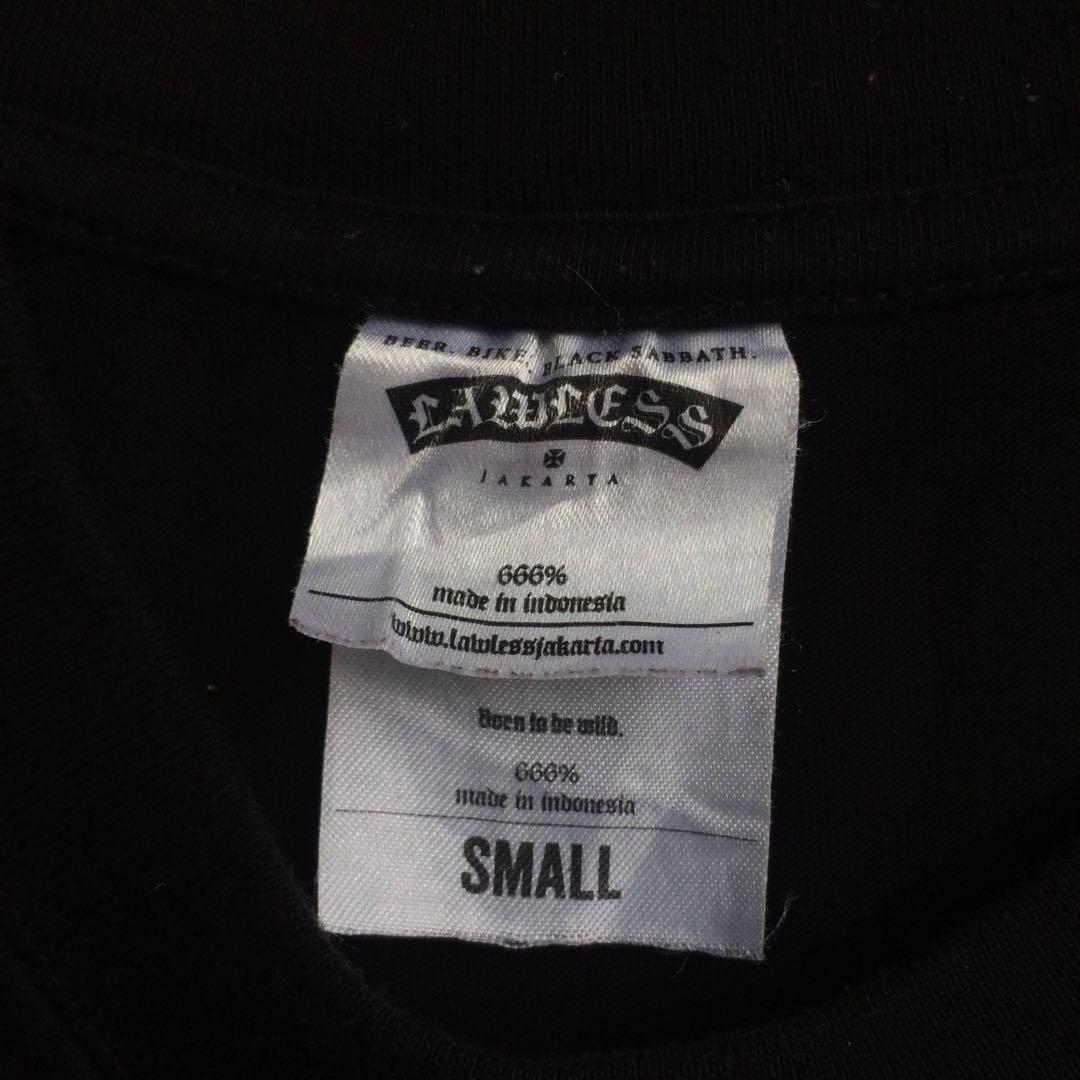 BEER. BIKE. BLACK SABBATH.
LAWLESS
JAKARTA
666%
made in indonesia
www.lawlessjakarta.com
Born to be wild.
666%
made in indonesia
SMALL